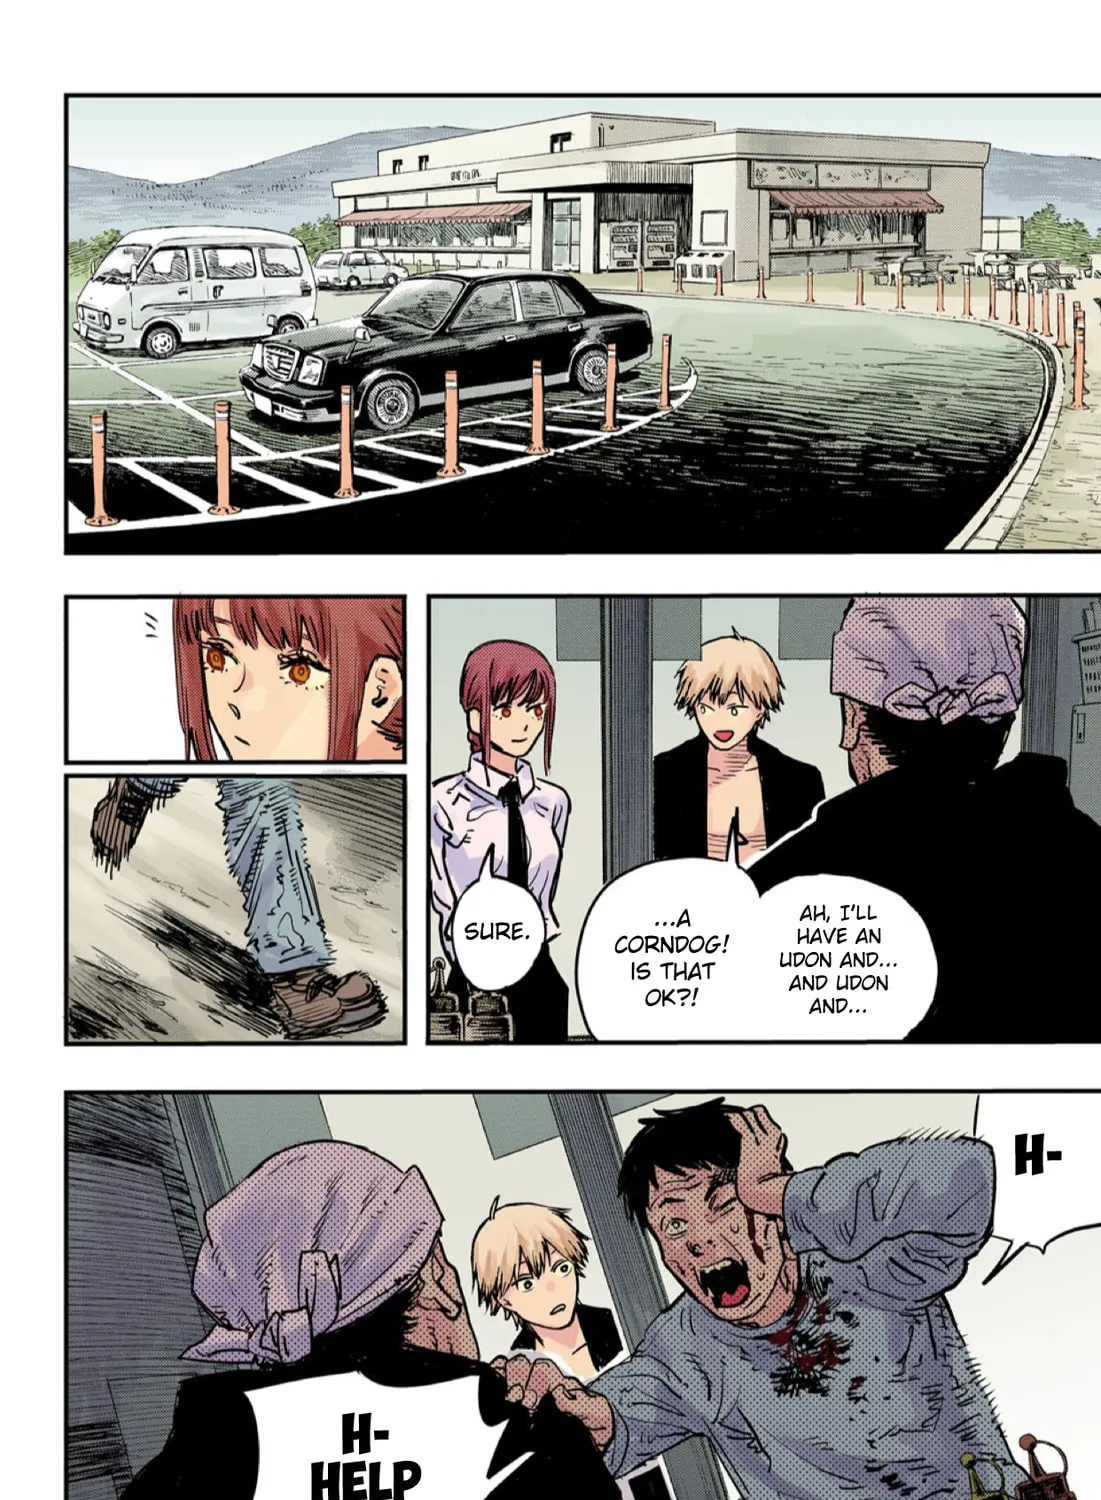 AH, I'LL
HAVE AN
UDON AND...
AND UDON
AND...
...A
CORNDOG!
IS THAT
OK?!
SURE.
H-
H-
HELP